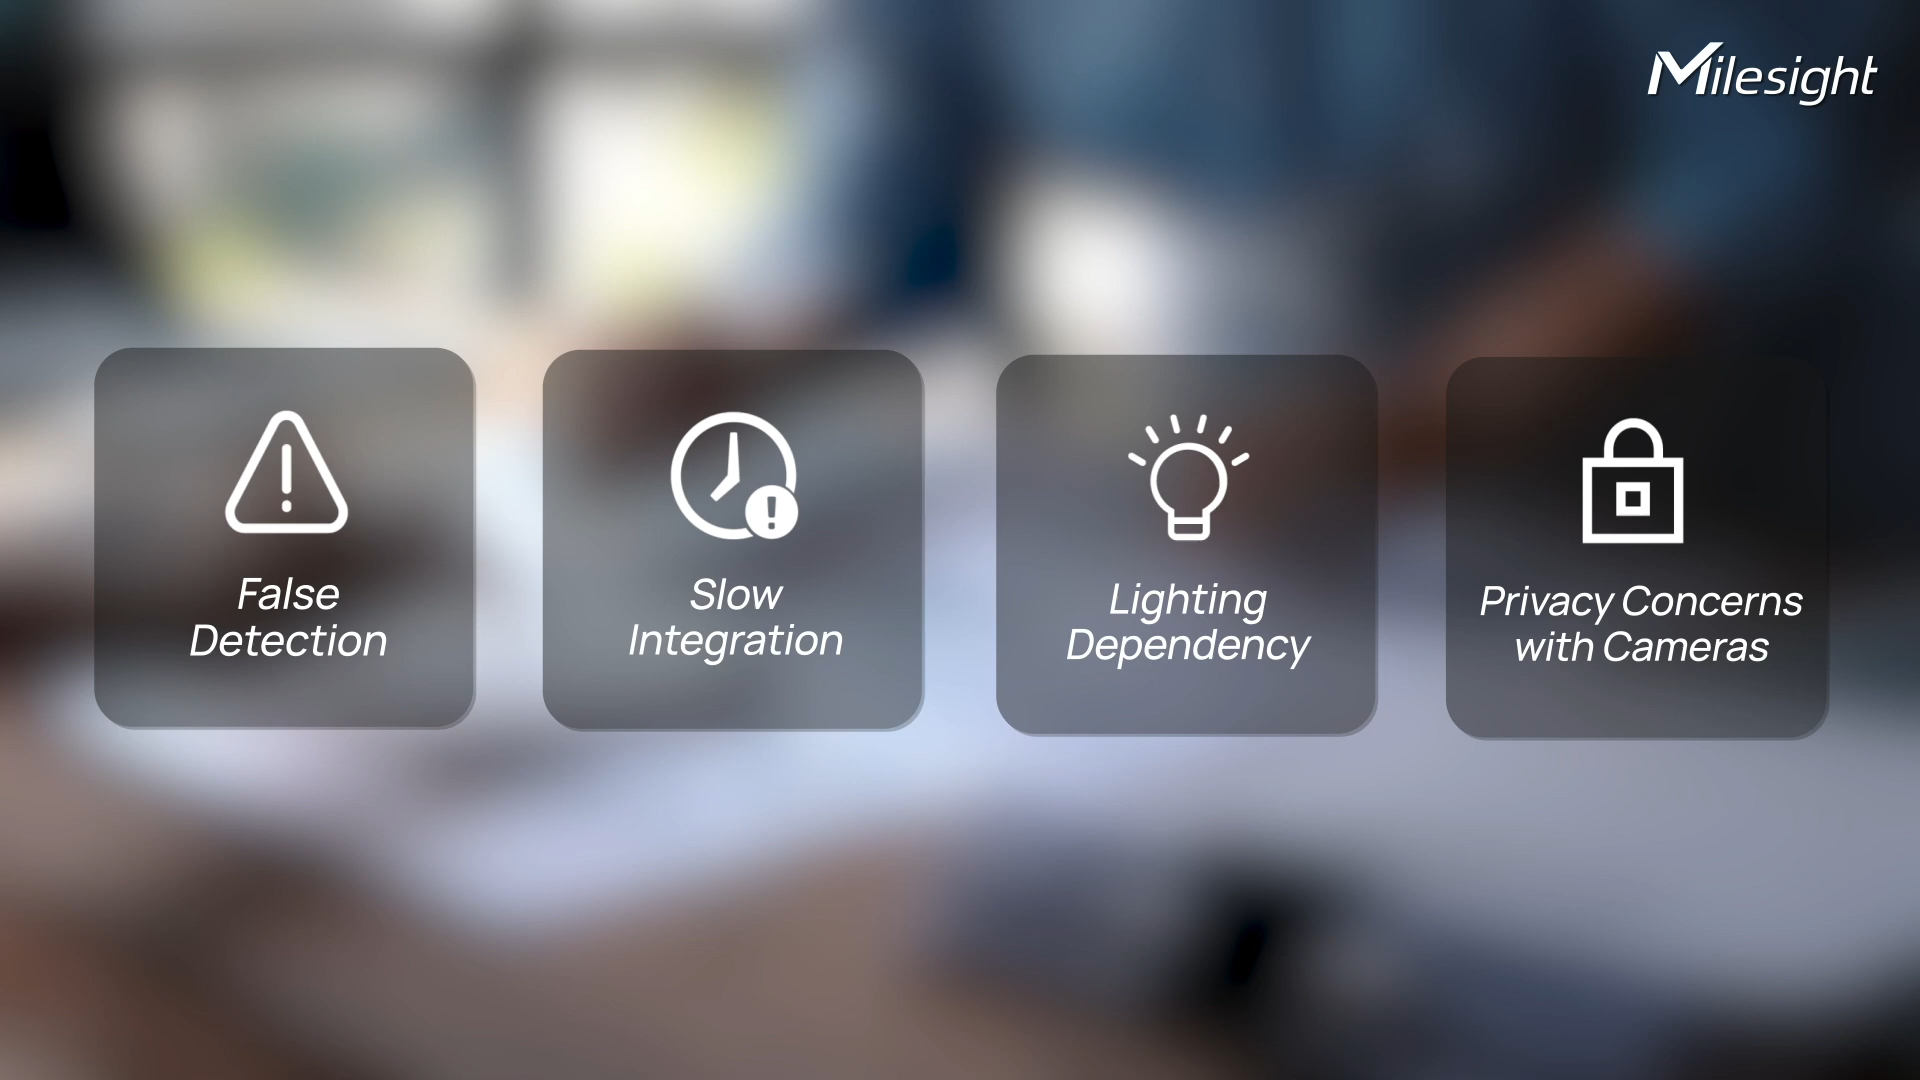 Milesight
False
Detection
Slow
Integration
Lighting
Dependency
Privacy Concerns
with Cameras